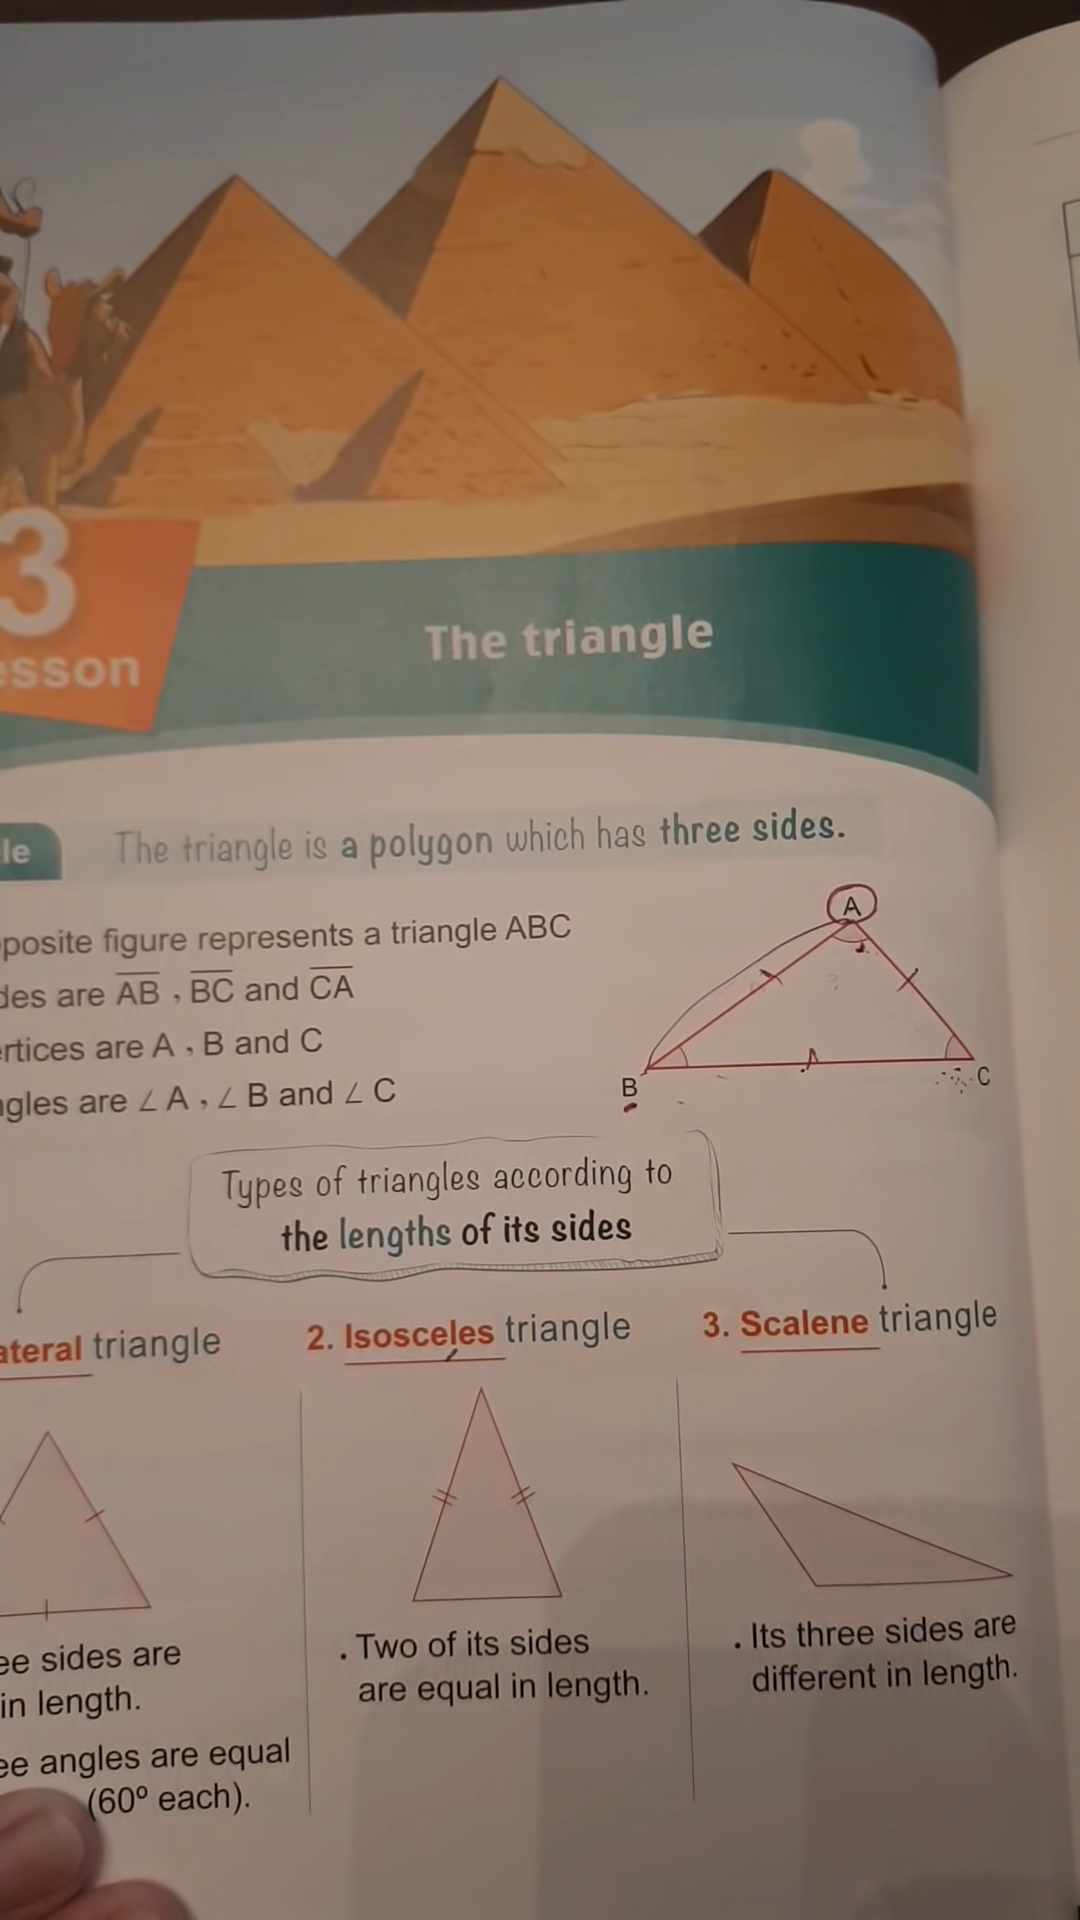 3
esson
The triangle
le
The triangle is a polygon which has three sides.
posite figure represents a triangle ABC
des are AB , BC and CA
rtices are A , B and C
ngles are ∠ A , ∠ B and ∠ C
A
B
C
Types of triangles according to
the lengths of its sides
ateral triangle
2. Isosceles triangle
3. Scalene triangle
ee sides are
in length.
ee angles are equal
(60º each).
. Two of its sides
are equal in length.
. Its three sides are
different in length.